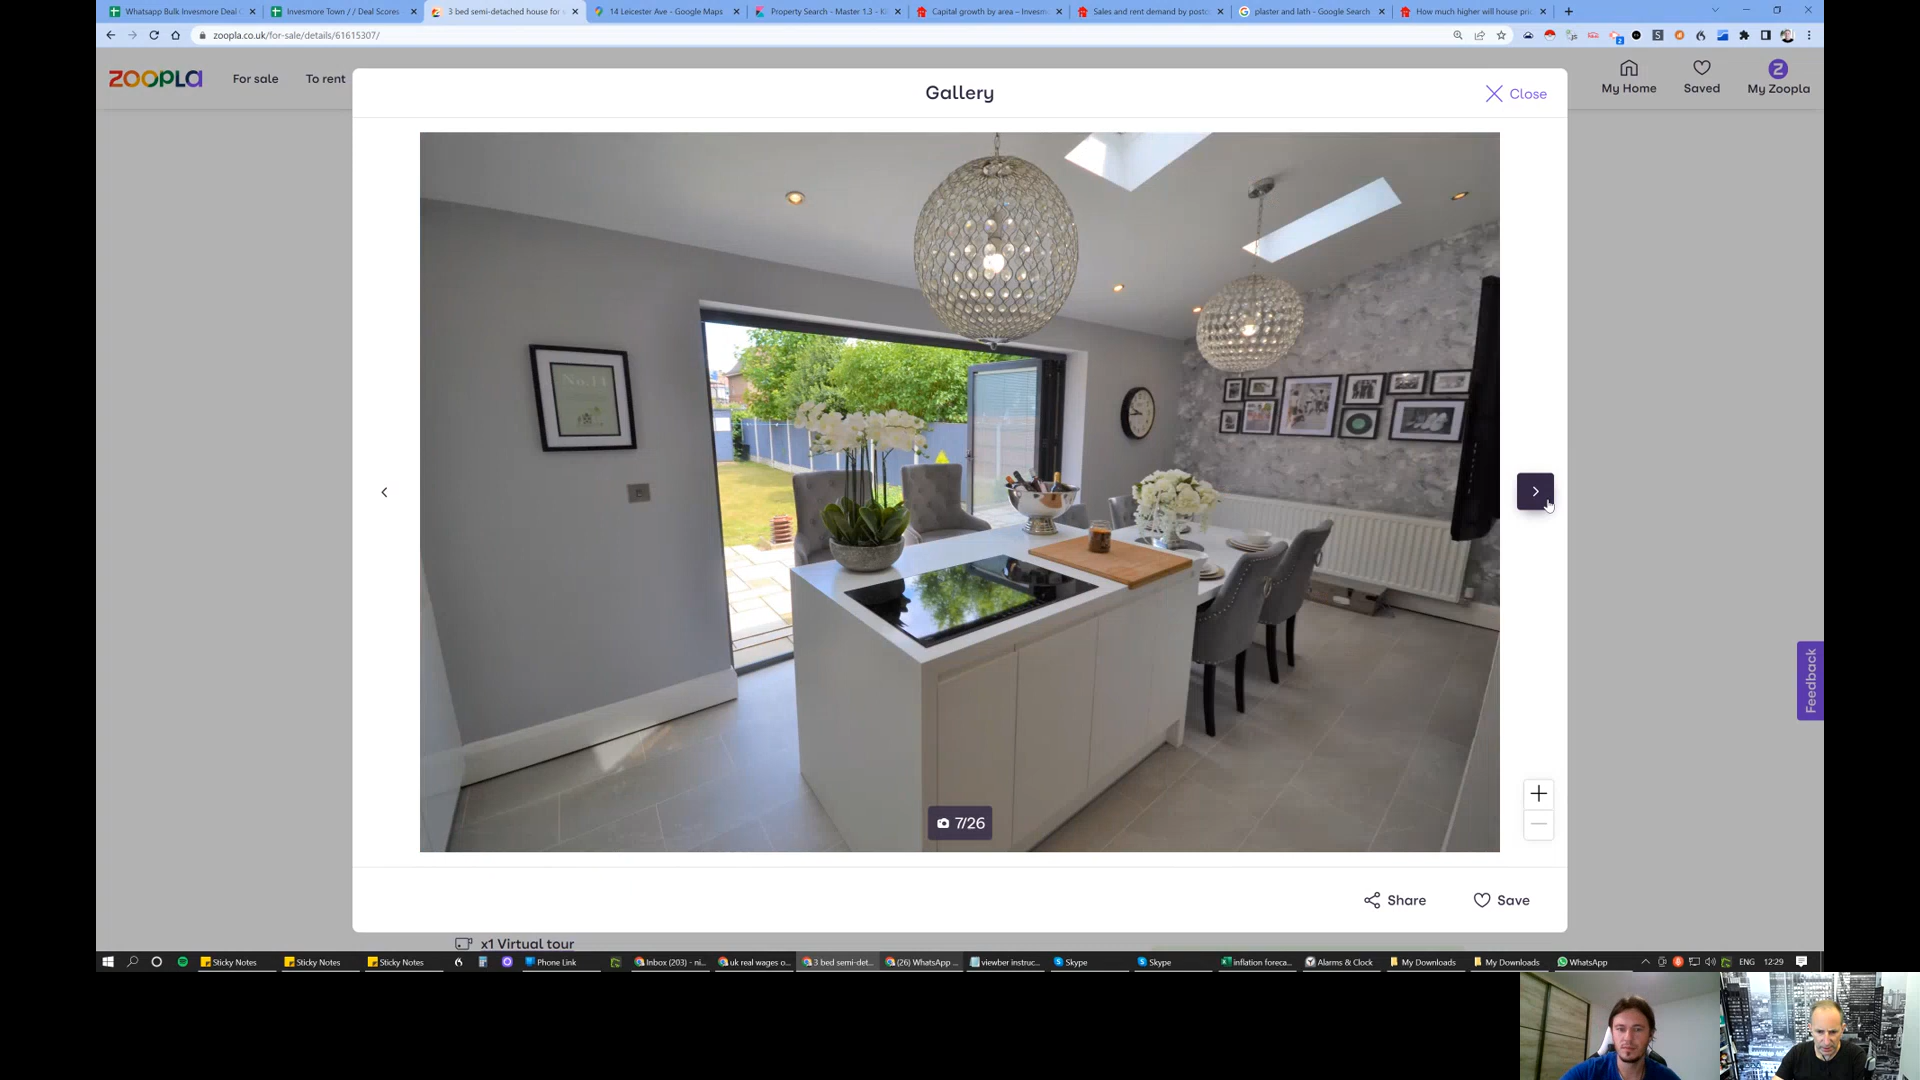 Whatsapp Bulk Invesmore Deal
Invesmore Town // Deal Scores
3 bed semi-detached house for
14 Leicester Ave - Google Maps
Property Search - Master 1.3 -
Capital growth by area – Invesm
Sales and rent demand by postc
plaster and lath - Google Search
How much higher will house pri
zoopla.co.uk/for-sale/details/61615307/
ZOOPLA
For sale
To rent
Gallery
Close
My Home
Saved
My Zoopla
No.14
Feedback
7/26
Share
Save
x1 Virtual tour
Sticky Notes
Sticky Notes
Sticky Notes
Phone Link
Inbox (203) - ni...
uk real wages o...
3 bed semi-det...
(26) WhatsApp ...
viewber instruc...
Skype
Skype
inflation foreca...
Alarms & Clock
My Downloads
My Downloads
WhatsApp
ENG
12:29